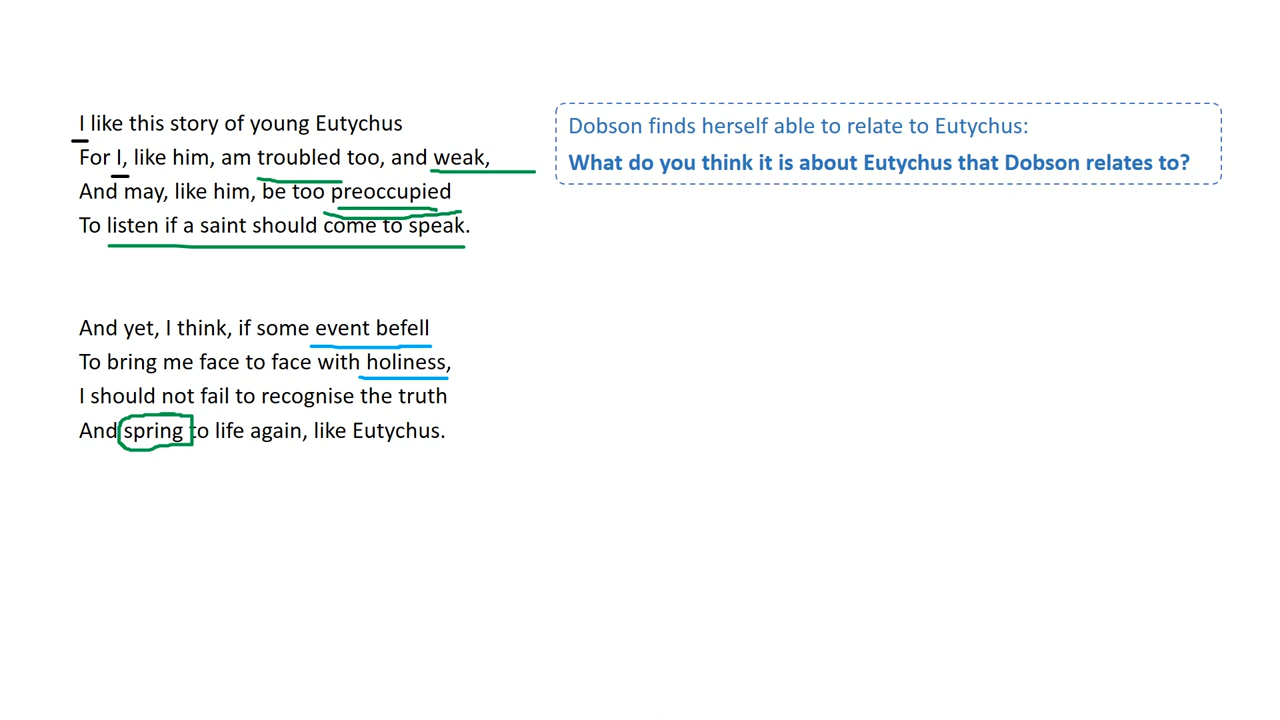 I like this story of young Eutychus
For I, like him, am troubled too, and weak,
And may, like him, be too preoccupied
To listen if a saint should come to speak.
And yet, I think, if some event befell
To bring me face to face with holiness,
I should not fail to recognise the truth
And spring to life again, like Eutychus.
Dobson finds herself able to relate to Eutychus:
What do you think it is about Eutychus that Dobson relates to?